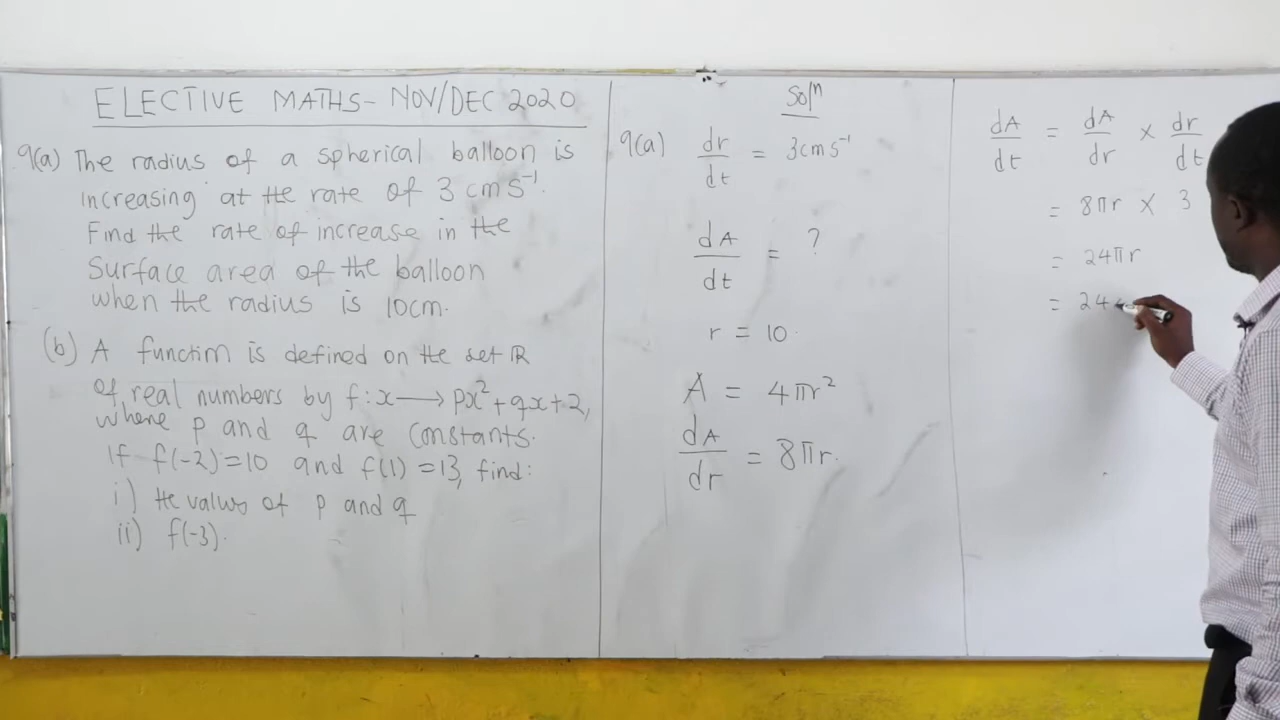 ELECTIVE MATHS- NOV/DEC 2020
9(a) The radius of a spherical balloon is
increasing at the rate of 3 cm s⁻¹.
Find the rate of increase in the
surface area of the balloon
when the radius is 10cm.
(b) A function is defined on the set ℝ
of real numbers by f: x ⟶ px² + qx + 2,
where p and q are constants.
If f(-2) = 10 and f(1) = 13, find:
i) the values of p and q
ii) f(-3).
Solⁿ
9(a) dr/dt = 3cm s⁻¹
dA/dt = ?
r = 10
A = 4πr²
dA/dr = 8πr.
dA/dt = dA/dr × dr/dt
= 8πr × 3
= 24πr
= 24